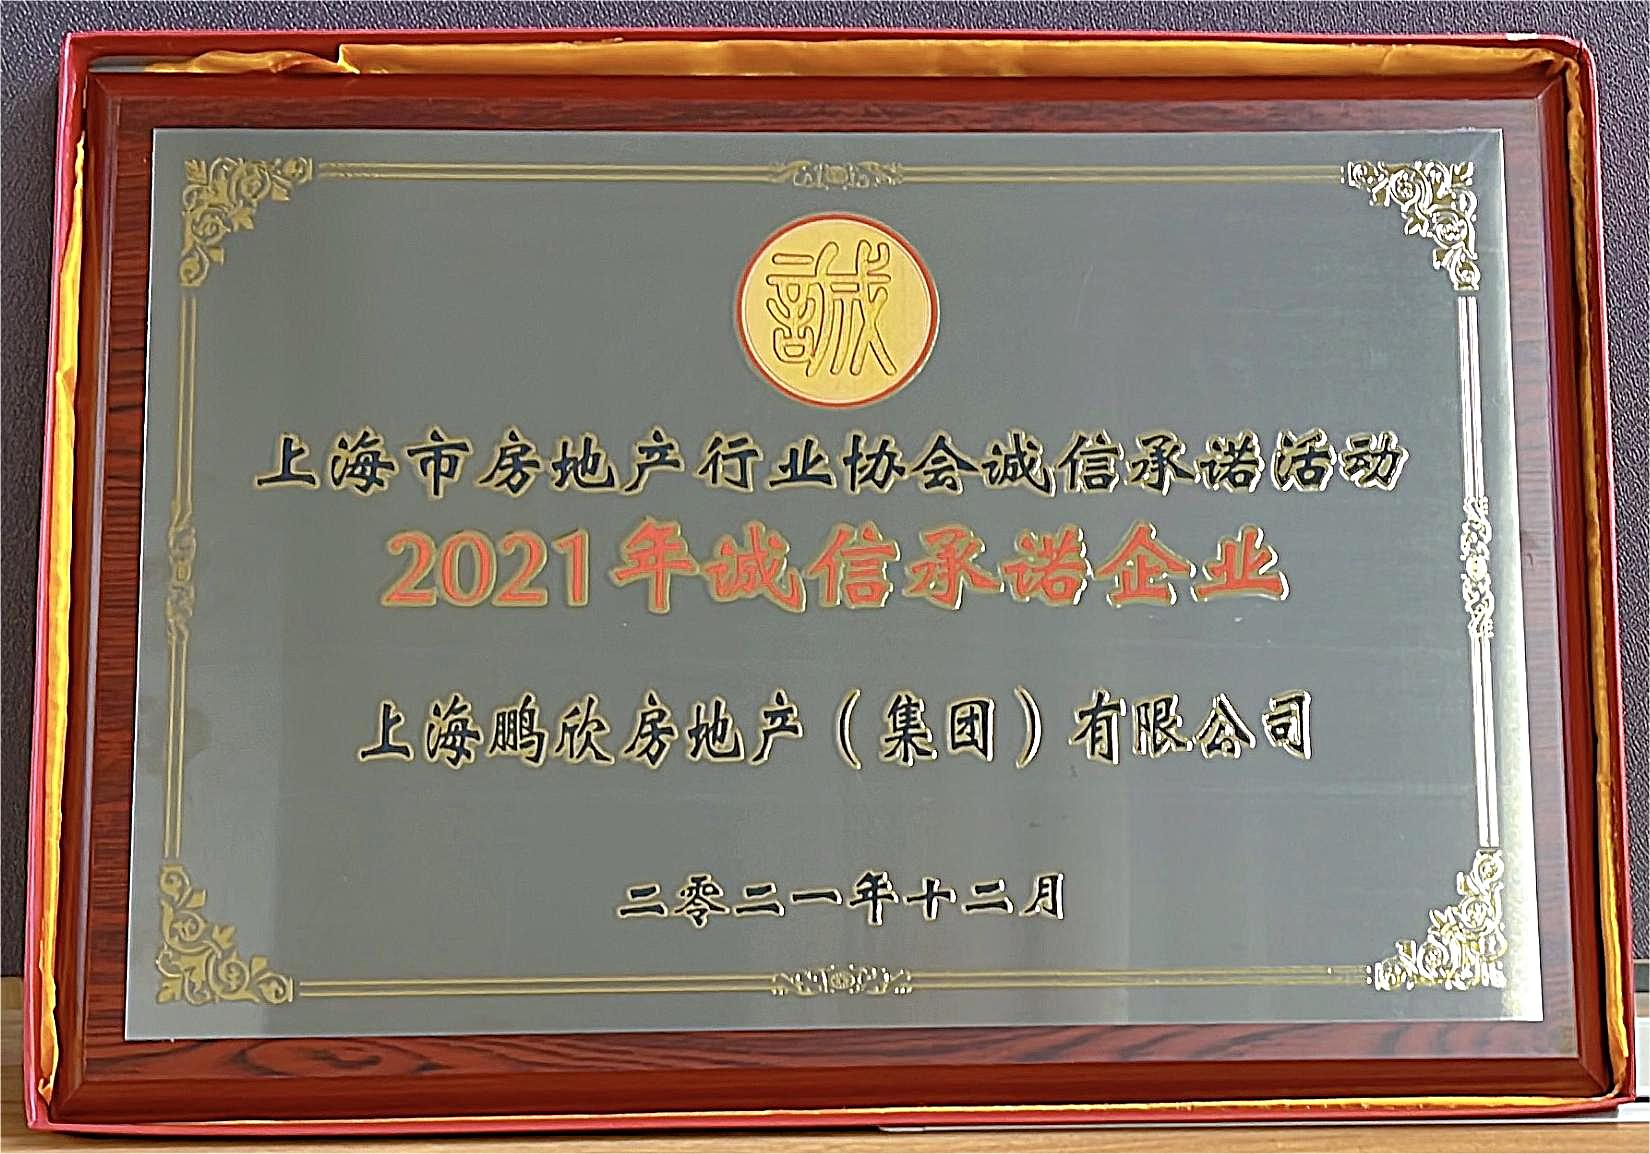 誠
上海市房地产行业协会诚信承诺活动
2021年诚信承诺企业
上海鹏欣房地产（集团）有限公司
二零二一年十二月